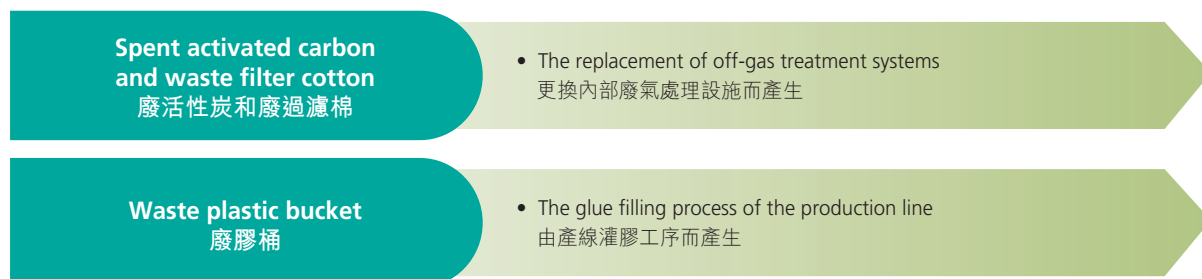 Spent activated carbon
and waste filter cotton
廢活性炭和廢過濾棉
• The replacement of off-gas treatment systems
更換內部廢氣處理設施而產生
Waste plastic bucket
廢膠桶
• The glue filling process of the production line
由產線灌膠工序而產生